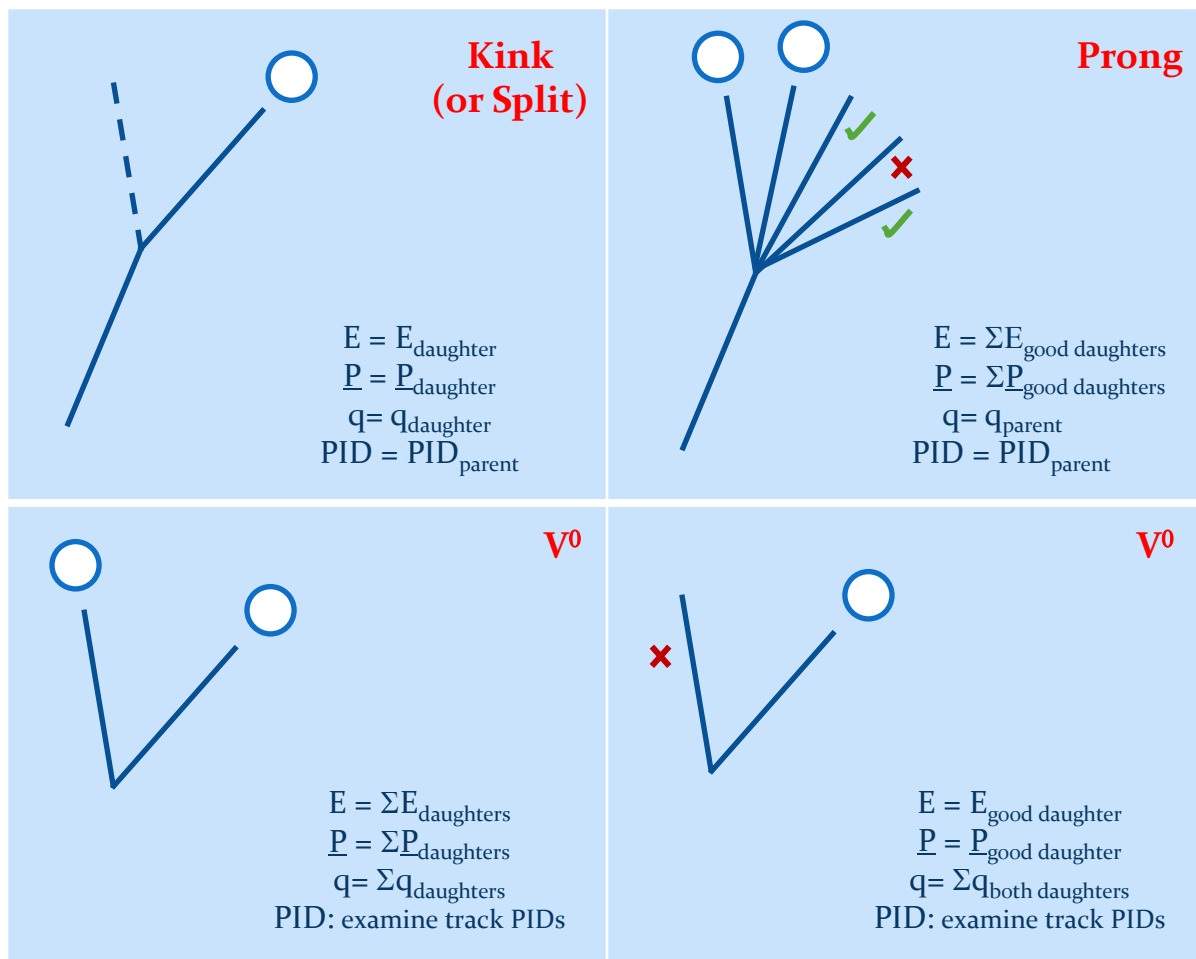 Kink
(or Split)
E = E_daughter
P = P_daughter
q= q_daughter
PID = PID_parent
Prong
E = ΣE_good daughters
P = ΣP_good daughters
q= q_parent
PID = PID_parent
V⁰
E = ΣE_daughters
P = ΣP_daughters
q= Σq_daughters
PID: examine track PIDs
V⁰
E = E_good daughter
P = P_good daughter
q= Σq_both daughters
PID: examine track PIDs